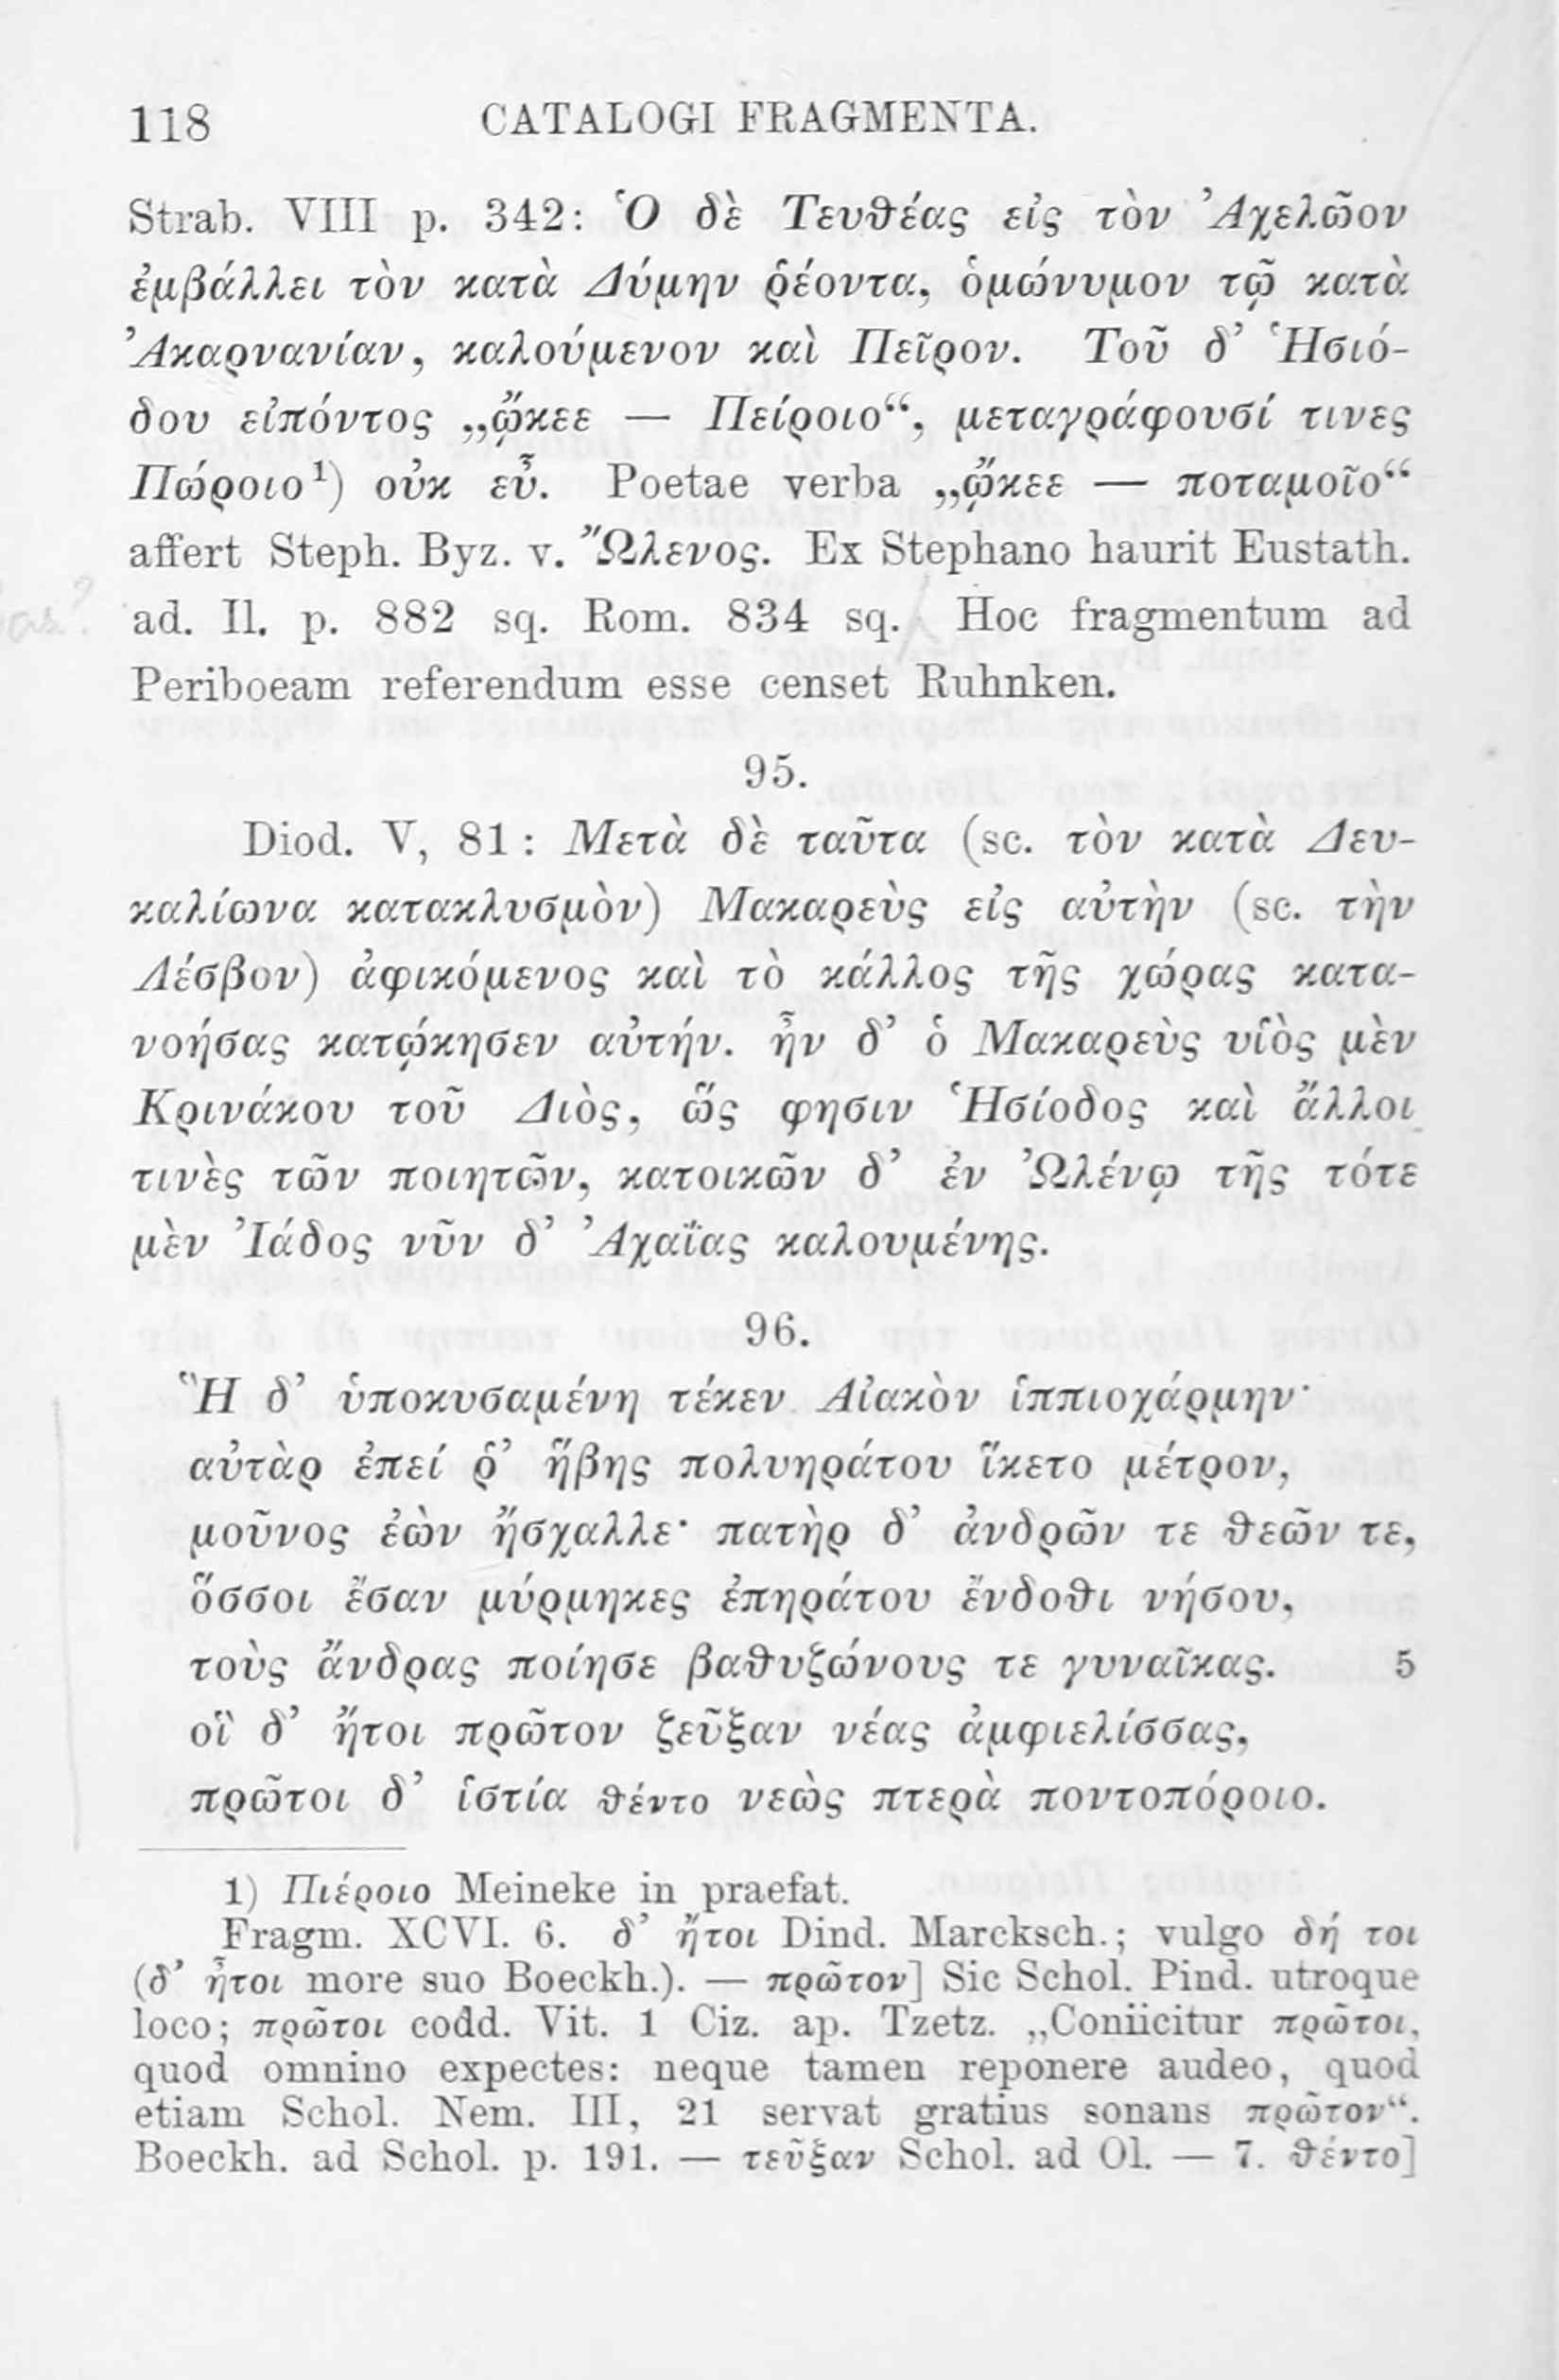 118 CATALOGI FRAGMENTA.
Strab. VIII p. 342: Ὁ δὲ Τευθέας εἰς τὸν Ἀχελῶον
ἐμβάλλει τὸν κατὰ Δύμην ῥέοντα, ὁμώνυμον τῷ κατὰ
Ἀκαρνανίαν, καλούμενον καὶ Πεῖρον. Τοῦ δ’ Ἡσιό-
δου εἰπόντος „ᾤκεε — Πείροιο“, μεταγράφουσί τινες
Πώροιο¹) οὐκ εὖ. Poetae verba „ᾤκεε — ποταμοῖο“
affert Steph. Byz. v. Ὤλενος. Ex Stephano haurit Eustath.
ad. Il. p. 882 sq. Rom. 834 sq. Hoc fragmentum ad
Periboeam referendum esse censet Ruhnken.
95.
Diod. V, 81: Μετὰ δὲ ταῦτα (sc. τὸν κατὰ Δευ-
καλίωνα κατακλυσμὸν) Μακαρεὺς εἰς αὐτὴν (sc. τὴν
Λέσβον) ἀφικόμενος καὶ τὸ κάλλος τῆς χώρας κατα-
νοήσας κατῴκησεν αὐτήν. ἦν δ’ ὁ Μακαρεὺς υἱὸς μὲν
Κρινάκου τοῦ Διὸς, ὥς φησιν Ἡσίοδος καὶ ἄλλοι
τινὲς τῶν ποιητῶν, κατοικῶν δ’ ἐν Ὠλένῳ τῆς τότε
μὲν Ἰάδος νῦν δ’ Ἀχαΐας καλουμένης.
96.
Ἣ δ’ ὑποκυσαμένη τέκεν Αἰακὸν ἱππιοχάρμην·
αὐτὰρ ἐπεί ῥ’ ἥβης πολυηράτου ἵκετο μέτρον,
μοῦνος ἐὼν ἤσχαλλε· πατὴρ δ’ ἀνδρῶν τε θεῶν τε,
ὅσσοι ἔσαν μύρμηκες ἐπηράτου ἔνδοθι νήσου,
τοὺς ἄνδρας ποίησε βαθυζώνους τε γυναῖκας. 5
οἳ δ’ ἤτοι πρῶτον ζεῦξαν νέας ἀμφιελίσσας,
πρῶτοι δ’ ἱστία θέντο νεὼς πτερὰ ποντοπόροιο.
1) Πιέροιο Meineke in praefat.
Fragm. XCVI. 6. δ’ ἤτοι Dind. Marcksch.; vulgo δή τοι
(δ’ ἦτοι more suo Boeckh.). — πρῶτον] Sic Schol. Pind. utroque
loco; πρῶτοι codd. Vit. 1 Ciz. ap. Tzetz. „Coniicitur πρῶτοι,
quod omnino expectes: neque tamen reponere audeo, quod
etiam Schol. Nem. III, 21 servat gratius sonans πρῶτον“.
Boeckh. ad Schol. p. 191. — τεῦξαν Schol. ad Ol. — 7. θέντο]